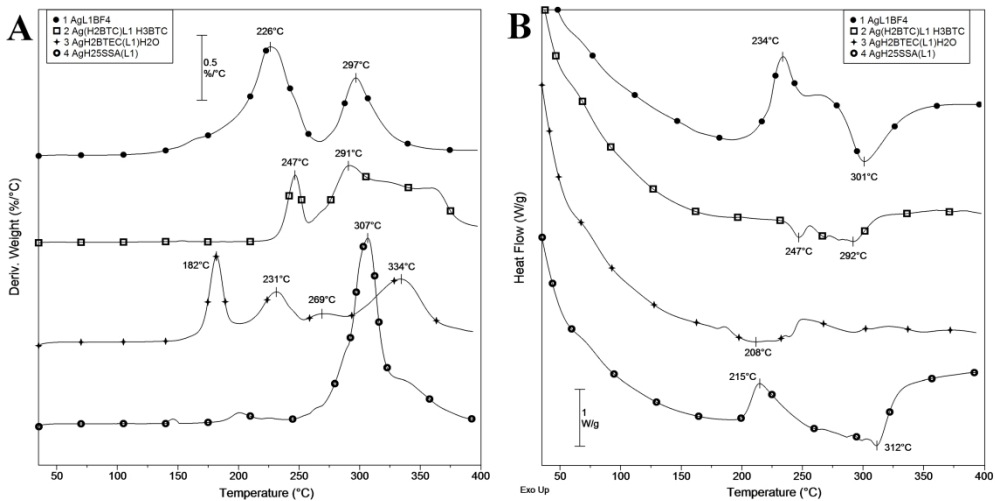 A
1 AgL1BF4
2 Ag(H2BTC)L1 H3BTC
3 AgH2BTEC(L1)H2O
4 AgH25SSA(L1)
0.5
%/°C
226°C
297°C
247°C
291°C
307°C
182°C
231°C
269°C
334°C
Deriv. Weight (%/°C)
50 100 150 200 250 300 350 400
Temperature (°C)
B
1 AgL1BF4
2 Ag(H2BTC)L1 H3BTC
3 AgH2BTEC(L1)H2O
4 AgH25SSA(L1)
234°C
301°C
247°C
292°C
208°C
215°C
312°C
1
W/g
Heat Flow (W/g)
50 100 150 200 250 300 350 400
Exo Up
Temperature (°C)